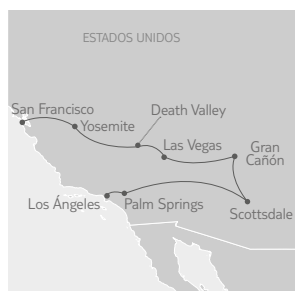 ESTADOS UNIDOS
San Francisco
Death Valley
Yosemite
Las Vegas
Gran
Cañón
Los Ángeles
Palm Springs
Scottsdale